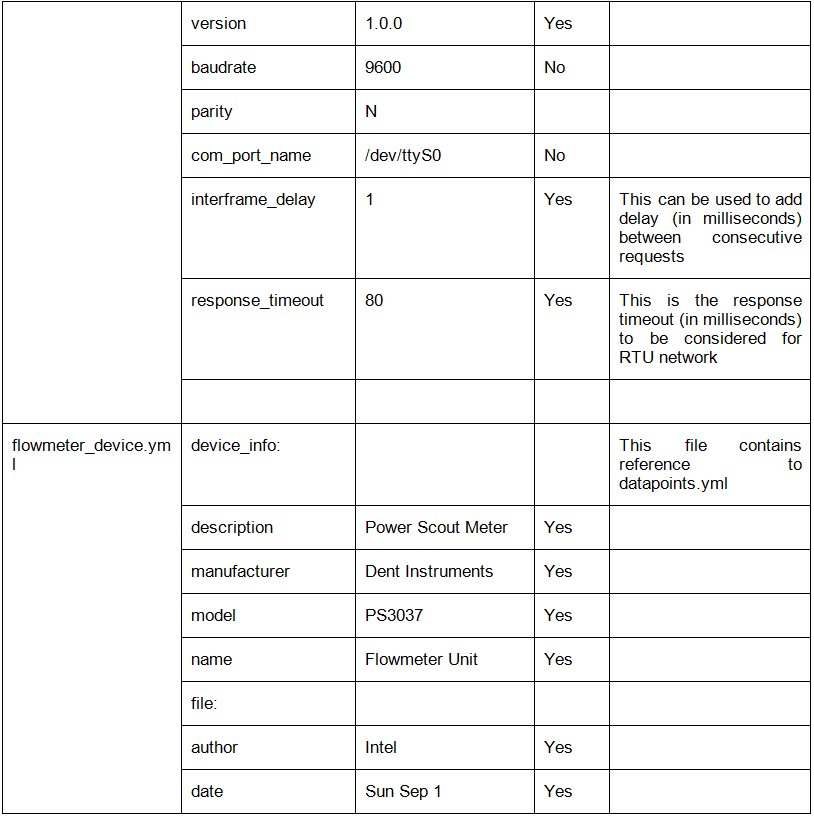 version 1.0.0 Yes
baudrate 9600 No
parity N
com_port_name /dev/ttyS0 No
interframe_delay 1 Yes This can be used to add
delay (in milliseconds)
between consecutive
requests
response_timeout 80 Yes This is the response
timeout (in milliseconds)
to be considered for
RTU network
flowmeter_device.ym device_info: This file contains
l reference to
datapoints.yml
description Power Scout Meter Yes
manufacturer Dent Instruments Yes
model PS3037 Yes
name Flowmeter Unit Yes
file:
author Intel Yes
date Sun Sep 1 Yes